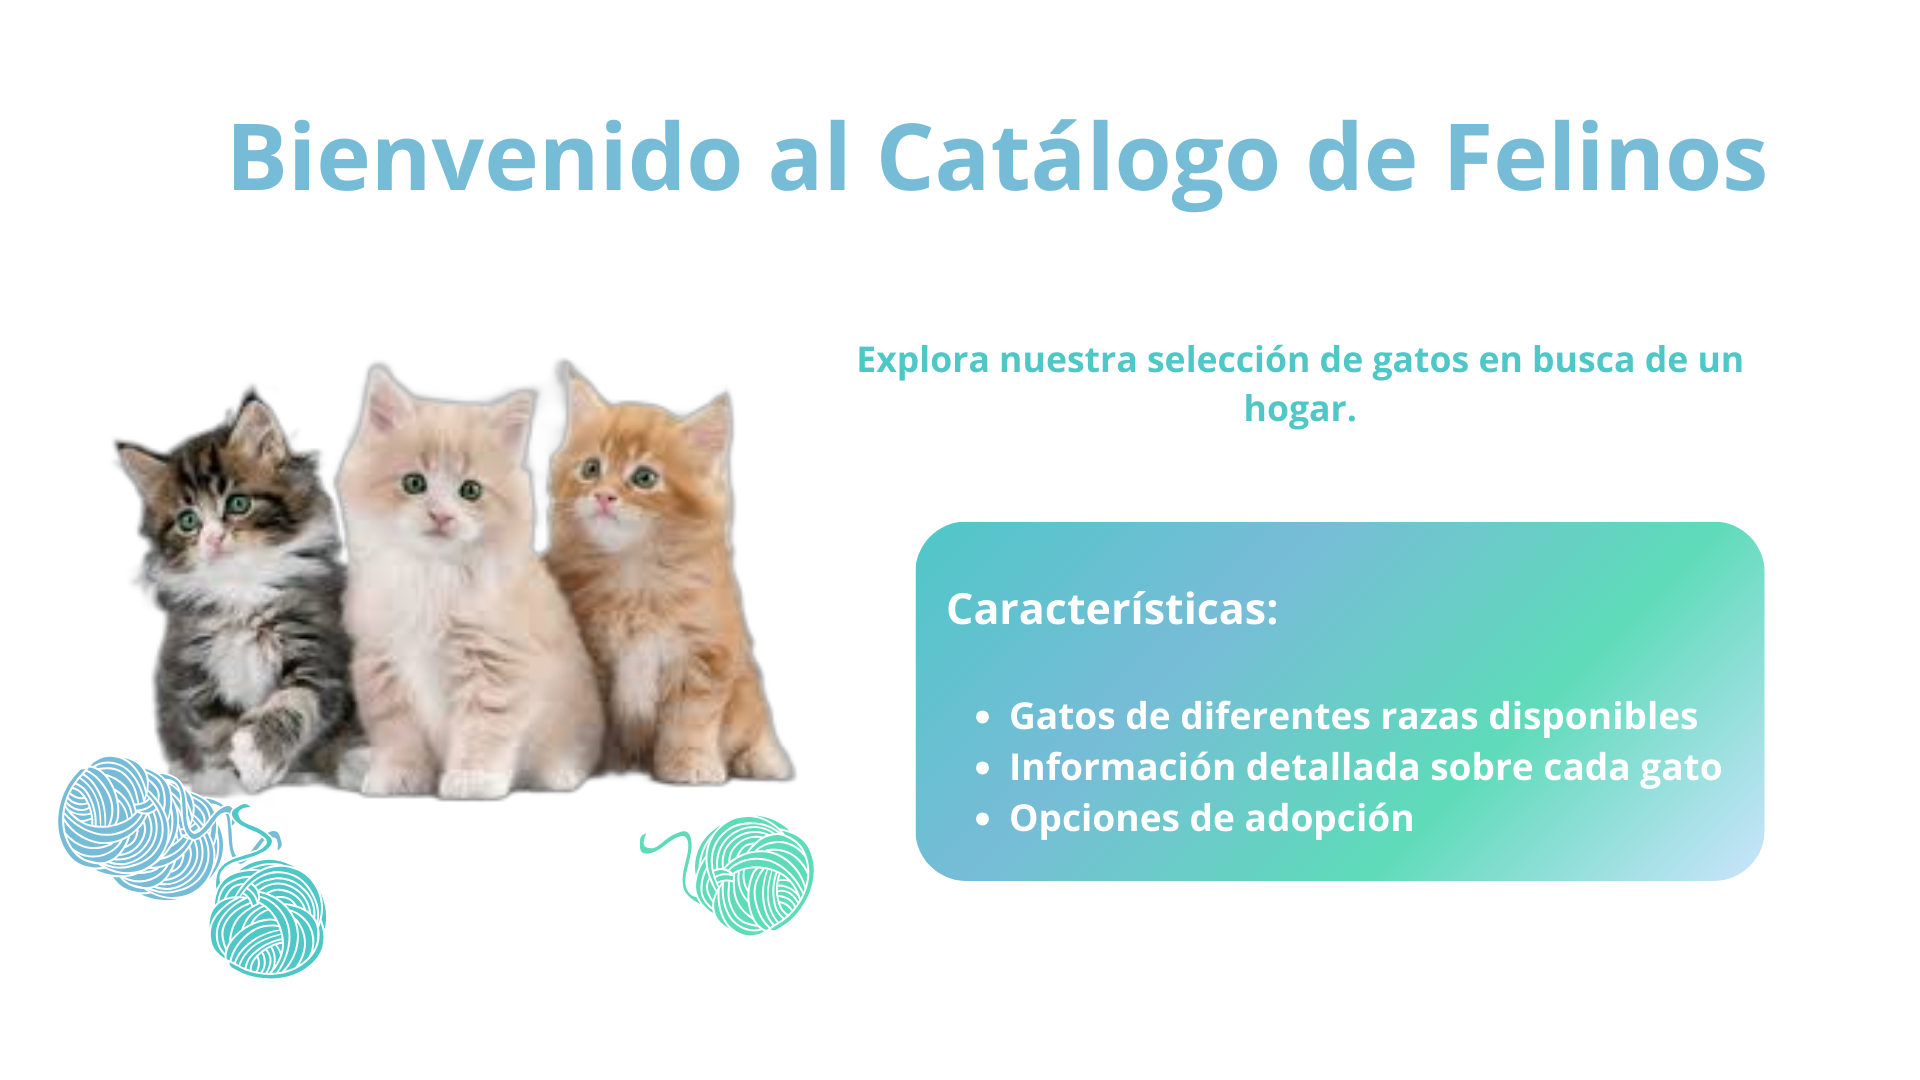 Bienvenido al Catálogo de Felinos
Explora nuestra selección de gatos en busca de un
hogar.
Características:
• Gatos de diferentes razas disponibles
• Información detallada sobre cada gato
• Opciones de adopción